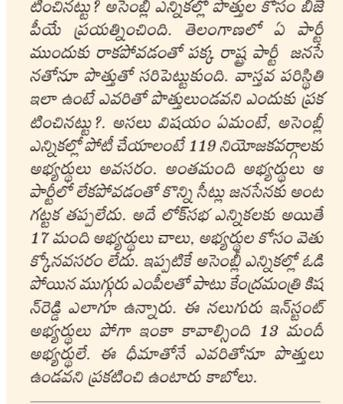 టించినట్టు? అసెంబ్లీ ఎన్నికల్లో పొత్తుల కోసం బీజే
పీయే ప్రయత్నించింది. తెలంగాణలో ఏ పార్టీ
ముందుకు రాకపోవడంతో పక్క రాష్ట్ర పార్టీ జనసే
నతోనూ పొత్తుతో సరిపెట్టుకుంది. వాస్తవ పరిస్థితి
ఇలా ఉంటే ఎవరితో పొత్తులుండవని ఎందుకు ప్రక
టించినట్టు?. అసలు విషయం ఏమంటే, అసెంబ్లీ
ఎన్నికల్లో పోటీ చేయాలంటే 119 నియోజకవర్గాలకు
అభ్యర్థులు అవసరం. అంతమంది అభ్యర్థులు ఆ
పార్టీలో లేకపోవడంతో కొన్ని సీట్లు జనసేనకు అంట
గట్టక తప్పలేదు. అదే లోక్‌సభ ఎన్నికలకు అయితే
17 మంది అభ్యర్థులు చాలు, అభ్యర్థుల కోసం వెతు
క్కోనవసరం లేదు. ఇప్పటికే అసెంబ్లీ ఎన్నికల్లో ఓడి
పోయిన ముగ్గురు ఎంపీలతో పాటు కేంద్రమంత్రి కిష
న్‌రెడ్డి ఎలాగూ ఉన్నారు. ఈ నలుగురు ఇన్‌స్టంట్
అభ్యర్థులు పోగా ఇంకా కావాల్సింది 13 మందీ
అభ్యర్థులే. ఈ ధీమాతోనే ఎవరితోనూ పొత్తులు
ఉండవని ప్రకటించి ఉంటారు కాబోలు.